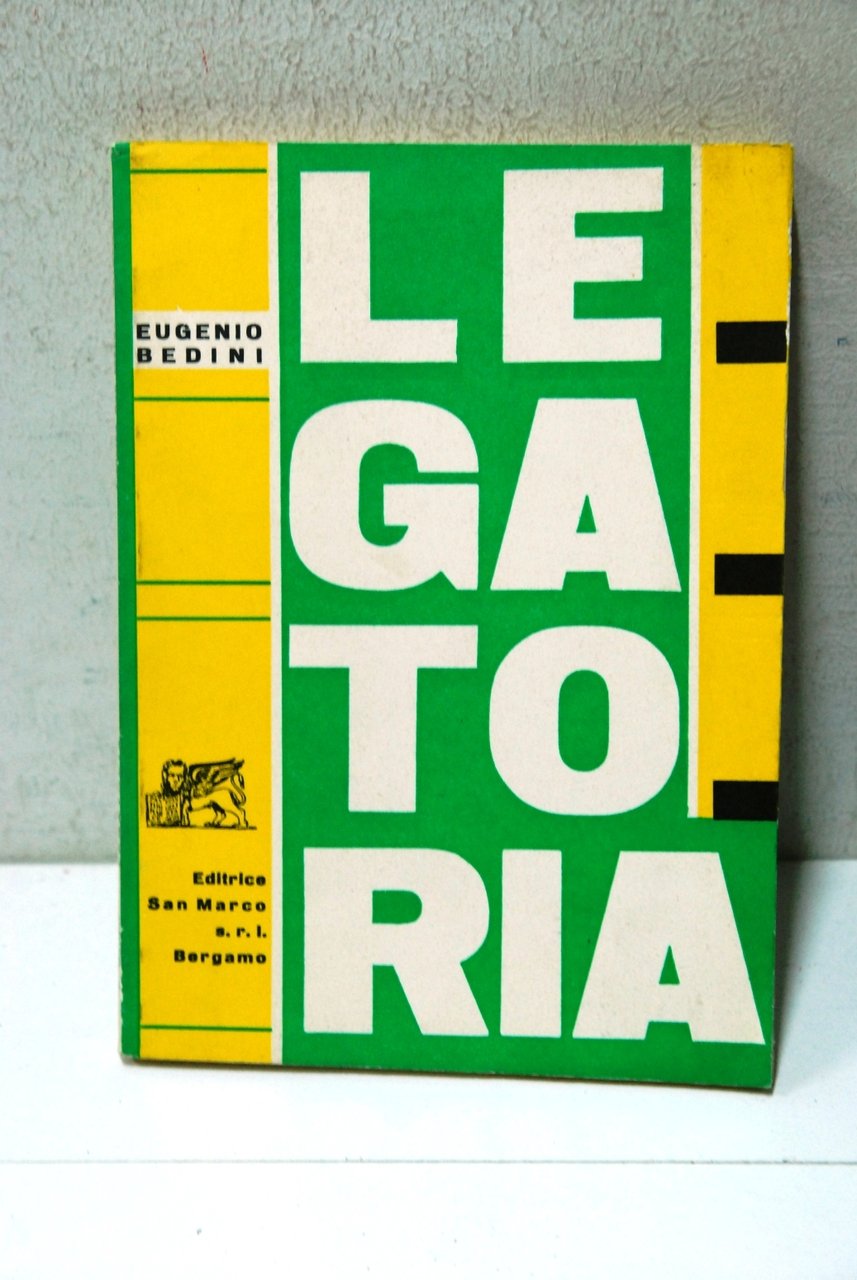 EUGENIO
BEDINI
LE
GA
TO
RIA
Editrice
San Marco
s. r. l.
Bergamo